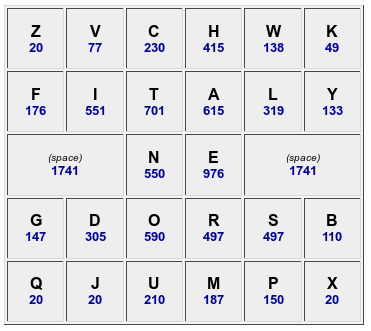 Z V C H W K
20 77 230 415 138 49
F I T A L Y
176 551 701 615 319 133
(space) N E (space)
1741 550 976 1741
G D O R S B
147 305 590 497 497 110
Q J U M P X
20 20 210 187 150 20